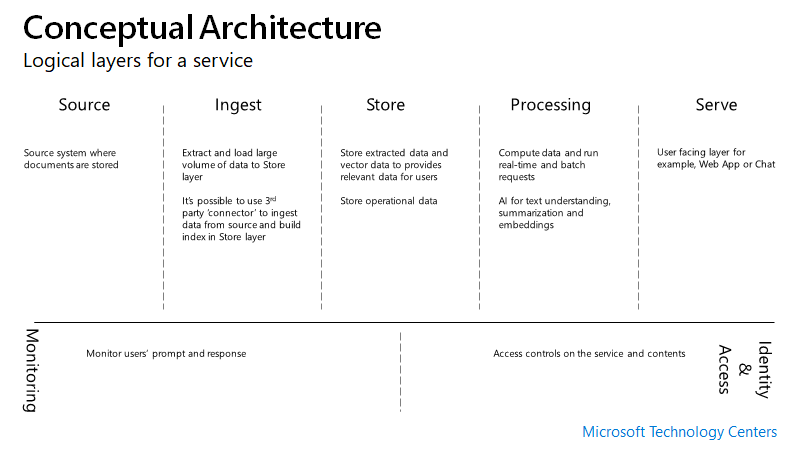 Conceptual Architecture
Logical layers for a service
Source
Ingest
Store
Processing
Serve
Source system where
documents are stored
Extract and load large
volume of data to Store
layer
It's possible to use 3rd
party 'connector' to ingest
data from source and build
index in Store layer
Store extracted data and
vector data to provides
relevant data for users
Store operational data
Compute data and run
real-time and batch
requests
AI for text understanding,
summarization and
embeddings
User facing layer for
example, Web App or Chat
Monitoring
Monitor users' prompt and response
Access controls on the service and contents
Identity
&
Access
Microsoft Technology Centers